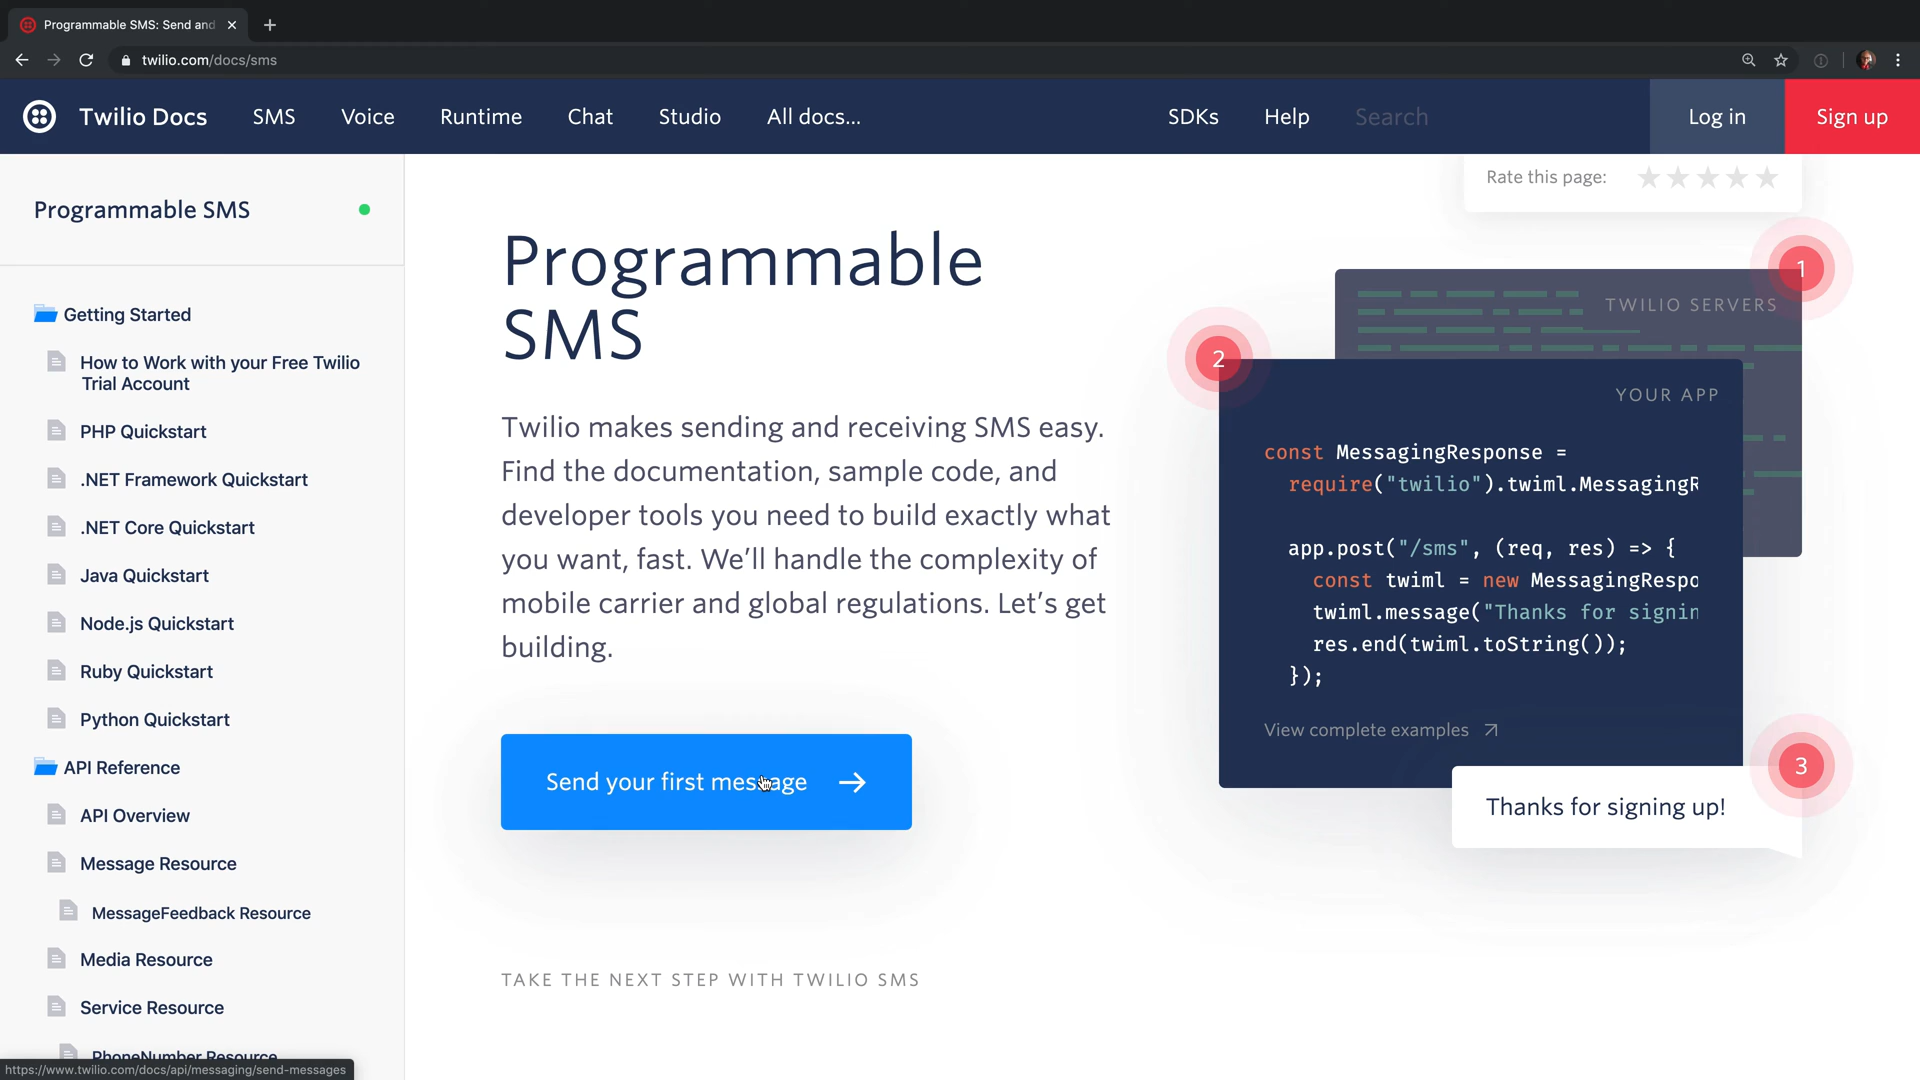 Programmable SMS: Send and
twilio.com/docs/sms
Twilio Docs
SMS
Voice
Runtime
Chat
Studio
All docs...
SDKs
Help
Search
Log in
Sign up
Programmable SMS
Getting Started
How to Work with your Free Twilio
Trial Account
PHP Quickstart
.NET Framework Quickstart
.NET Core Quickstart
Java Quickstart
Node.js Quickstart
Ruby Quickstart
Python Quickstart
API Reference
API Overview
Message Resource
MessageFeedback Resource
Media Resource
Service Resource
PhoneNumber Resource
https://www.twilio.com/docs/api/messaging/send-messages
Programmable
SMS
Twilio makes sending and receiving SMS easy.
Find the documentation, sample code, and
developer tools you need to build exactly what
you want, fast. We’ll handle the complexity of
mobile carrier and global regulations. Let’s get
building.
Send your first message
TAKE THE NEXT STEP WITH TWILIO SMS
Rate this page:
1
TWILIO SERVERS
2
YOUR APP
const MessagingResponse =
require("twilio").twiml.MessagingR
app.post("/sms", (req, res) => {
const twiml = new MessagingRespo
twiml.message("Thanks for signin
res.end(twiml.toString());
});
View complete examples
3
Thanks for signing up!